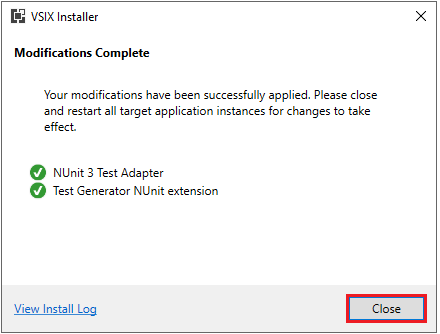 VSIX Installer
Modifications Complete
Your modifications have been successfully applied. Please close
and restart all target application instances for changes to take
effect.
NUnit 3 Test Adapter
Test Generator NUnit extension
View Install Log
Close